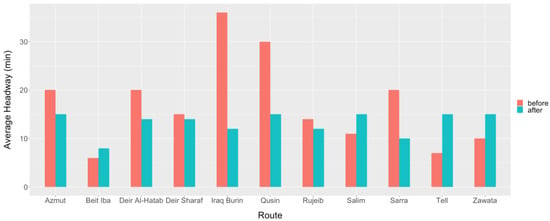 Average Headway (min)
30
20
10
0
Azmut Beit Iba Deir Al-Hatab Deir Sharaf Iraq Burin Qusin Rujeib Salim Sarra Tell Zawata
Route
before
after